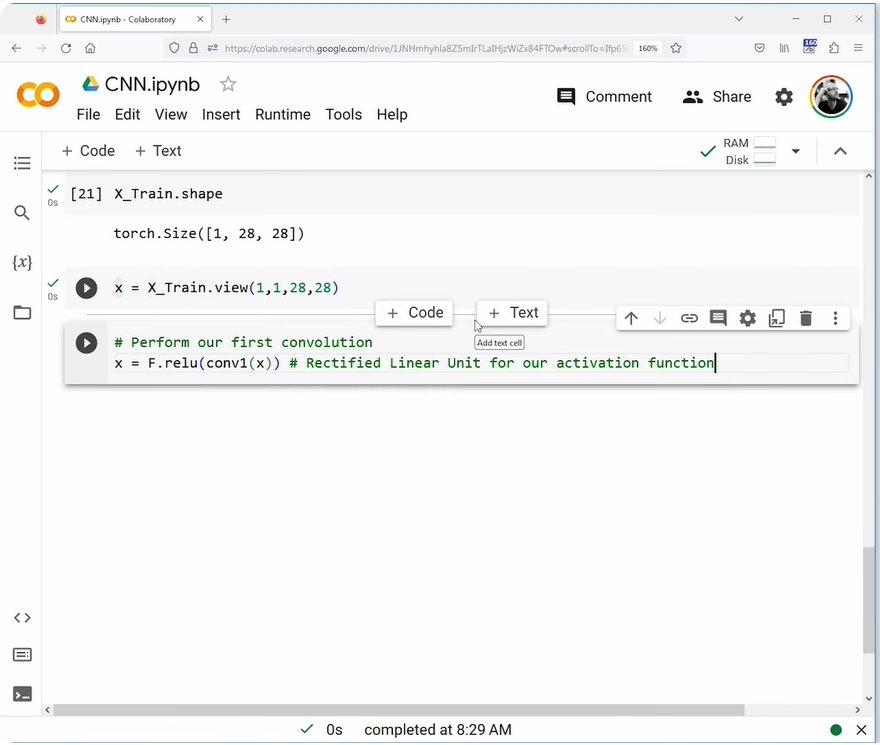 CNN.ipynb - Colaboratory
https://colab.research.google.com/drive/1JNHmhyhla8Z5mIrTLaIHjzWiZx84FTOw#scrollTo=Ifp65
160%
160
CNN.ipynb
Comment
Share
File Edit View Insert Runtime Tools Help
+ Code + Text
RAM
Disk
0s
[21] X_Train.shape
torch.Size([1, 28, 28])
0s
x = X_Train.view(1,1,28,28)
+ Code + Text
Add text cell
# Perform our first convolution
x = F.relu(conv1(x)) # Rectified Linear Unit for our activation function
{x}
0s completed at 8:29 AM